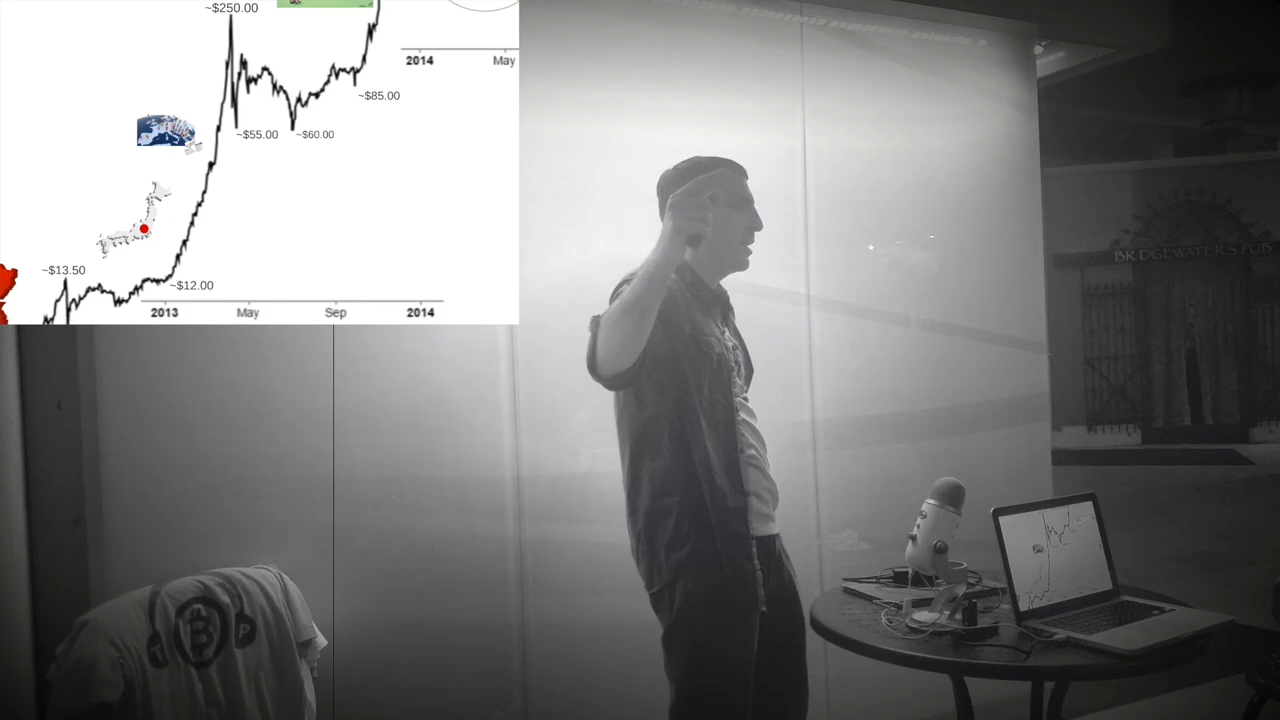 ~$250.00
2014 May
~$85.00
~$55.00 ~$60.00
~$13.50
~$12.00
2013 May Sep 2014
BRIDGEWATER'S PUB
T B P